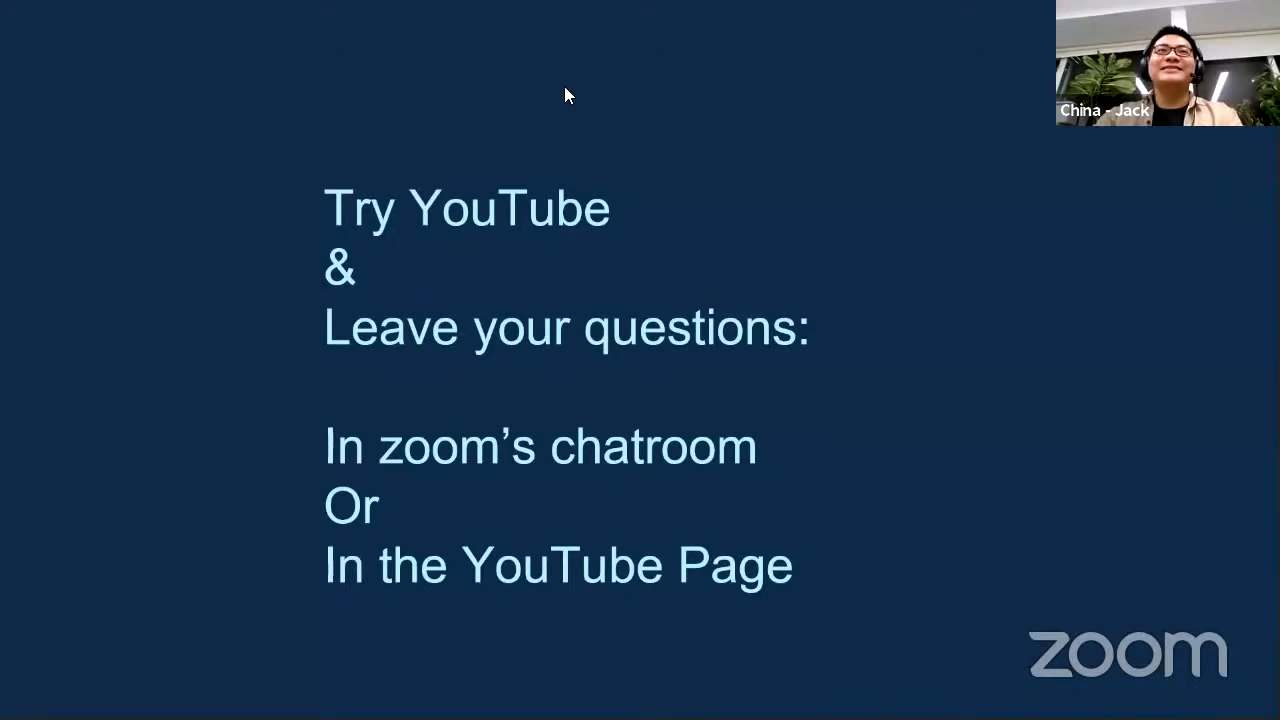 China - Jack
Try YouTube
&
Leave your questions:
In zoom’s chatroom
Or
In the YouTube Page
zoom